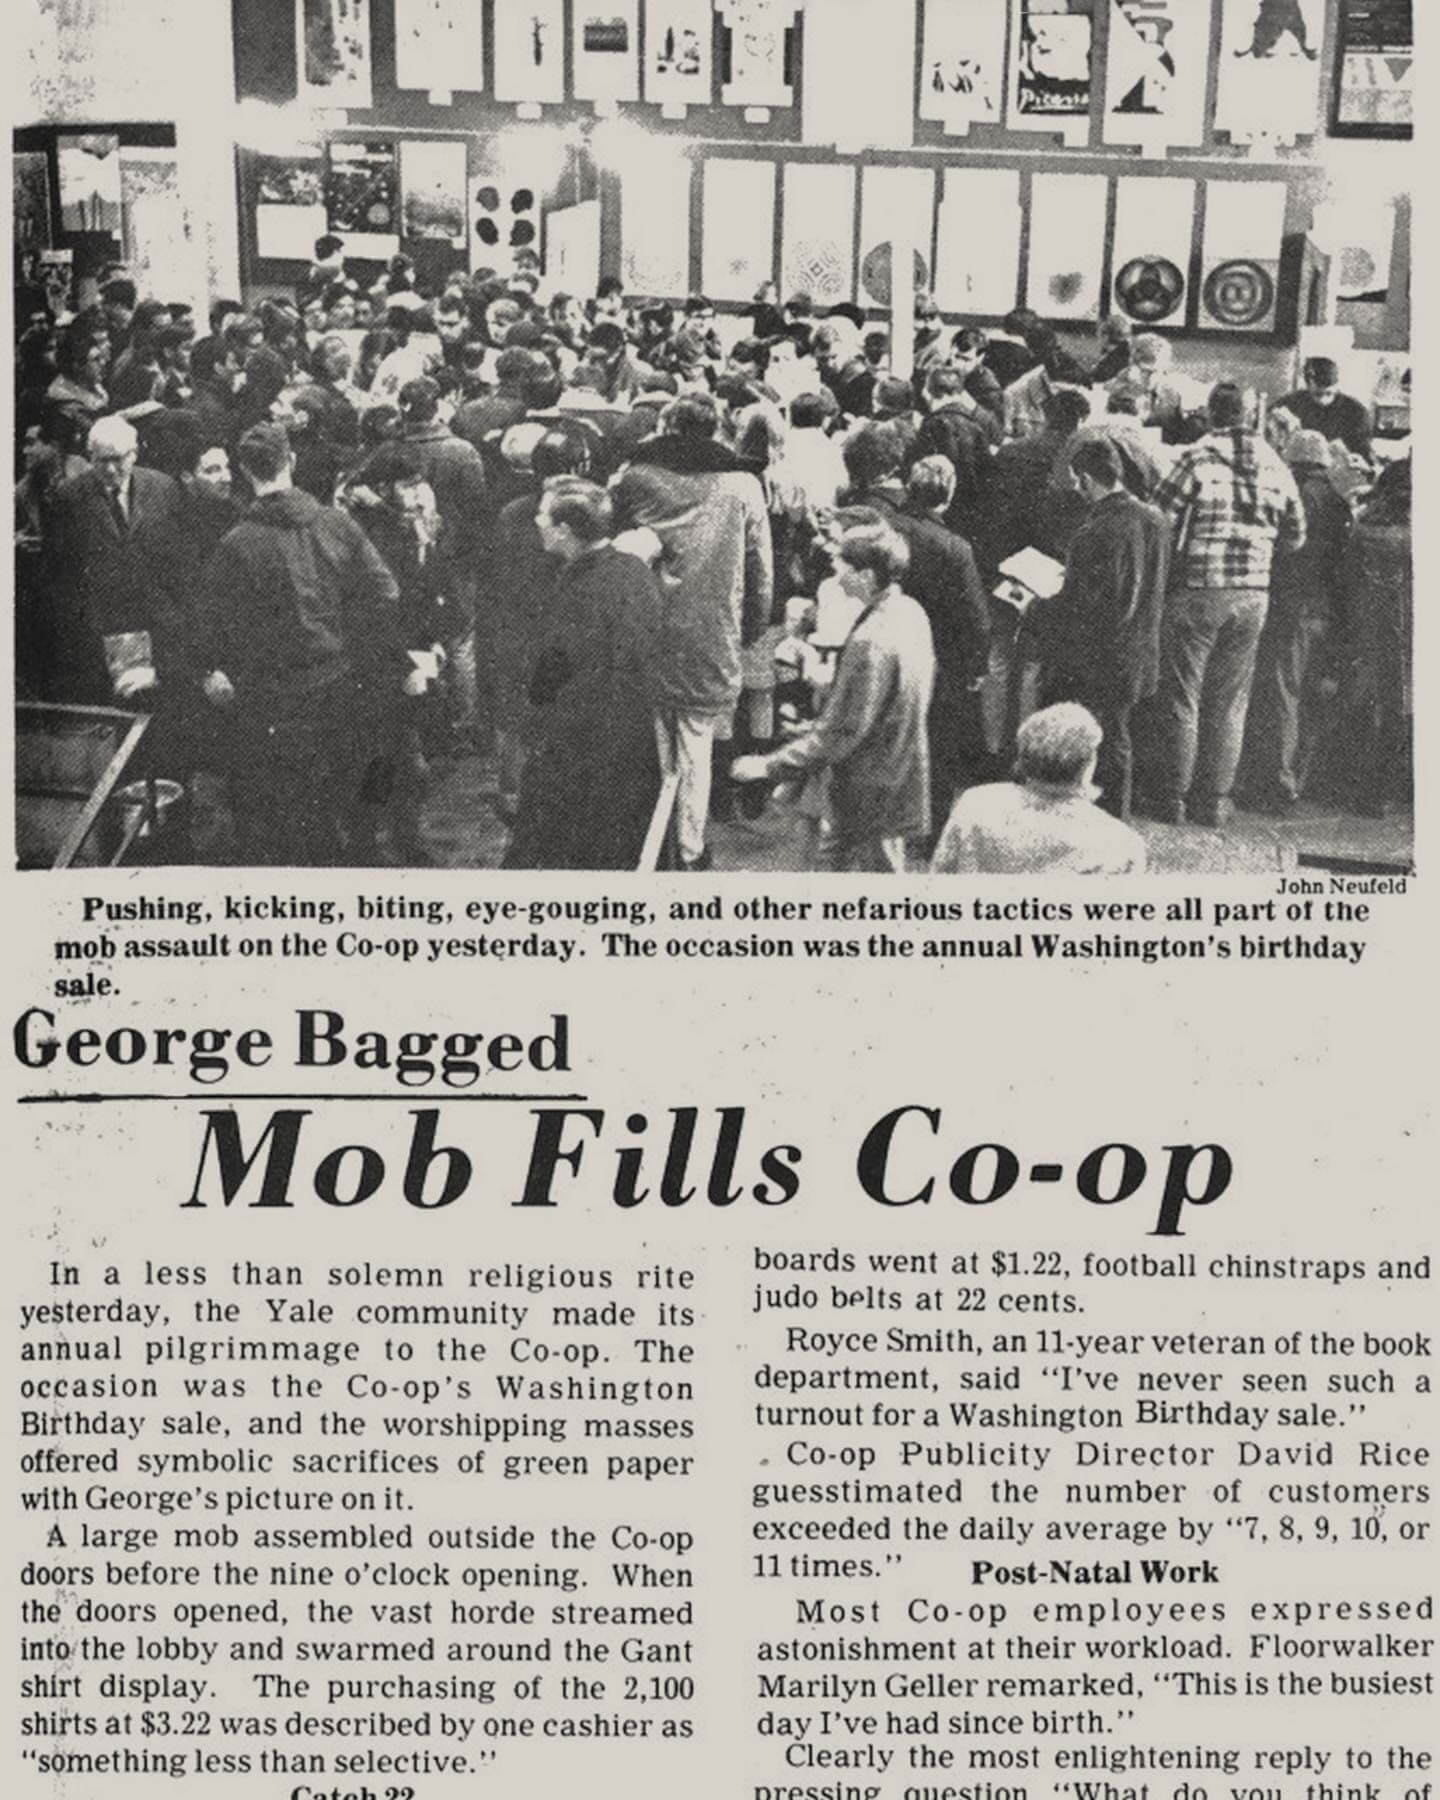 Picasso
John Neufeld
Pushing, kicking, biting, eye-gouging, and other nefarious tactics were all part of the
mob assault on the Co-op yesterday. The occasion was the annual Washington's birthday
sale.
George Bagged
Mob Fills Co-op
In a less than solemn religious rite
yesterday, the Yale community made its
annual pilgrimmage to the Co-op. The
occasion was the Co-op's Washington
Birthday sale, and the worshipping masses
offered symbolic sacrifices of green paper
with George's picture on it.
A large mob assembled outside the Co-op
doors before the nine o'clock opening. When
the doors opened, the vast horde streamed
into the lobby and swarmed around the Gant
shirt display. The purchasing of the 2,100
shirts at $3.22 was described by one cashier as
"something less than selective."
Catch 22
boards went at $1.22, football chinstraps and
judo belts at 22 cents.
Royce Smith, an 11-year veteran of the book
department, said "I've never seen such a
turnout for a Washington Birthday sale."
Co-op Publicity Director David Rice
guesstimated the number of customers
exceeded the daily average by "7, 8, 9, 10, or
11 times."
Post-Natal Work
Most Co-op employees expressed
astonishment at their workload. Floorwalker
Marilyn Geller remarked, "This is the busiest
day I've had since birth."
Clearly the most enlightening reply to the
pressing question "What do you think of